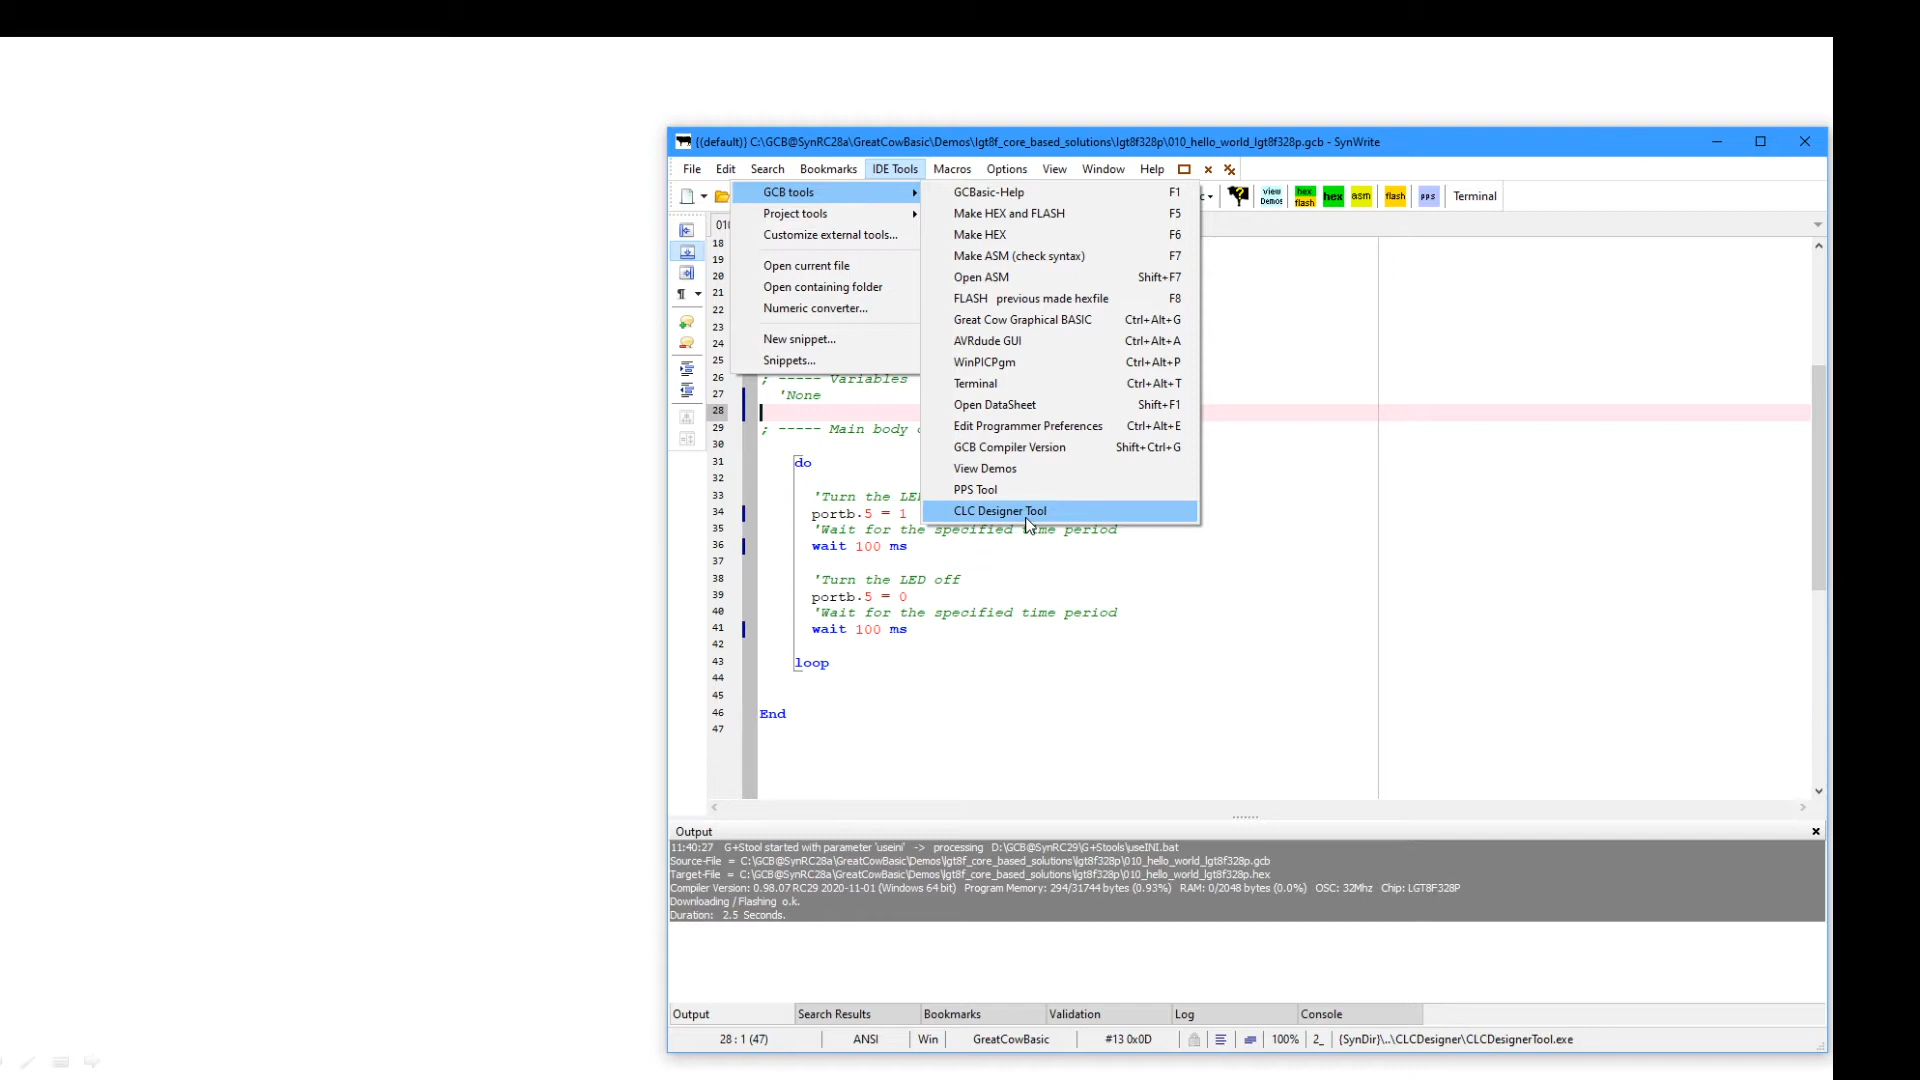 {(default)} C:\GCB@SynRC28a\GreatCowBasic\Demos\lgt8f_core_based_solutions\lgt8f328p\010_hello_world_lgt8f328p.gcb - SynWrite
File Edit Search Bookmarks IDE Tools Macros Options View Window Help
view Demos
hex flash
hex
asm
flash
pps
Terminal
GCB tools
Project tools
Customize external tools...
Open current file
Open containing folder
Numeric converter...
New snippet...
Snippets...
GCBasic-Help F1
Make HEX and FLASH F5
Make HEX F6
Make ASM (check syntax) F7
Open ASM Shift+F7
FLASH previous made hexfile F8
Great Cow Graphical BASIC Ctrl+Alt+G
AVRdude GUI Ctrl+Alt+A
WinPICPgm Ctrl+Alt+P
Terminal Ctrl+Alt+T
Open DataSheet Shift+F1
Edit Programmer Preferences Ctrl+Alt+E
GCB Compiler Version Shift+Ctrl+G
View Demos
PPS Tool
CLC Designer Tool
18
19
20
21
22
23
24
25
26 ; ----- Variables
27 'None
28
29 ; ----- Main body
30
31 do
32
33 'Turn the LE
34 portb.5 = 1
35 'Wait for the specified time period
36 wait 100 ms
37
38 'Turn the LED off
39 portb.5 = 0
40 'Wait for the specified time period
41 wait 100 ms
42
43 loop
44
45
46 End
47
Output
11:40:27 G+Stool started with parameter 'useini' -> processing D:\GCB@SynRC29\G+Stools\useINI.bat
Source-File = C:\GCB@SynRC28a\GreatCowBasic\Demos\lgt8f_core_based_solutions\lgt8f328p\010_hello_world_lgt8f328p.gcb
Target-File = C:\GCB@SynRC28a\GreatCowBasic\Demos\lgt8f_core_based_solutions\lgt8f328p\010_hello_world_lgt8f328p.hex
Compiler Version: 0.98.07 RC29 2020-11-01 (Windows 64 bit) Program Memory: 294/31744 bytes (0.93%) RAM: 0/2048 bytes (0.0%) OSC: 32Mhz Chip: LGT8F328P
Downloading / Flashing o.k.
Duration: 2.5 Seconds.
Output Search Results Bookmarks Validation Log Console
28 : 1 (47) ANSI Win GreatCowBasic #13 0x0D 100% 2_ {SynDir}\...\CLCDesigner\CLCDesignerTool.exe